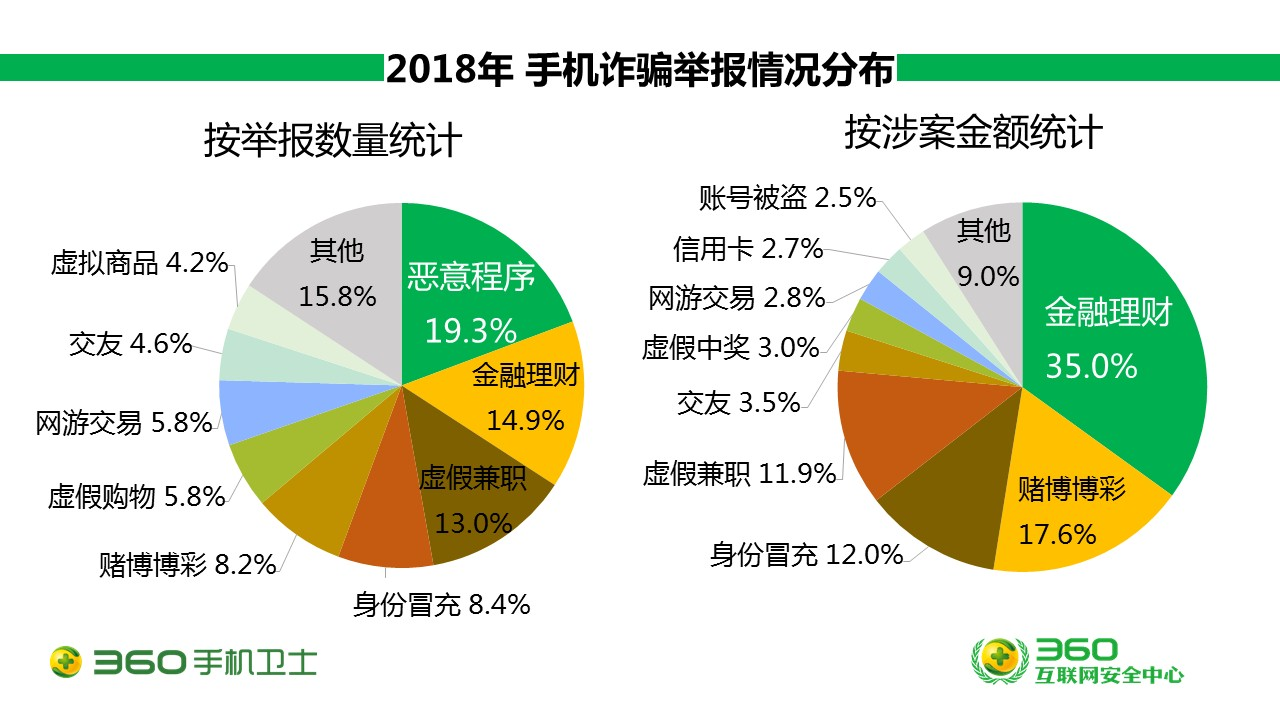 2018年 手机诈骗举报情况分布
按举报数量统计
恶意程序
19.3%
金融理财
14.9%
虚假兼职
13.0%
身份冒充 8.4%
赌博博彩 8.2%
虚假购物 5.8%
网游交易 5.8%
交友 4.6%
虚拟商品 4.2%
其他
15.8%
按涉案金额统计
金融理财
35.0%
赌博博彩
17.6%
身份冒充 12.0%
虚假兼职 11.9%
交友 3.5%
虚假中奖 3.0%
网游交易 2.8%
信用卡 2.7%
账号被盗 2.5%
其他
9.0%
360手机卫士
360
互联网安全中心